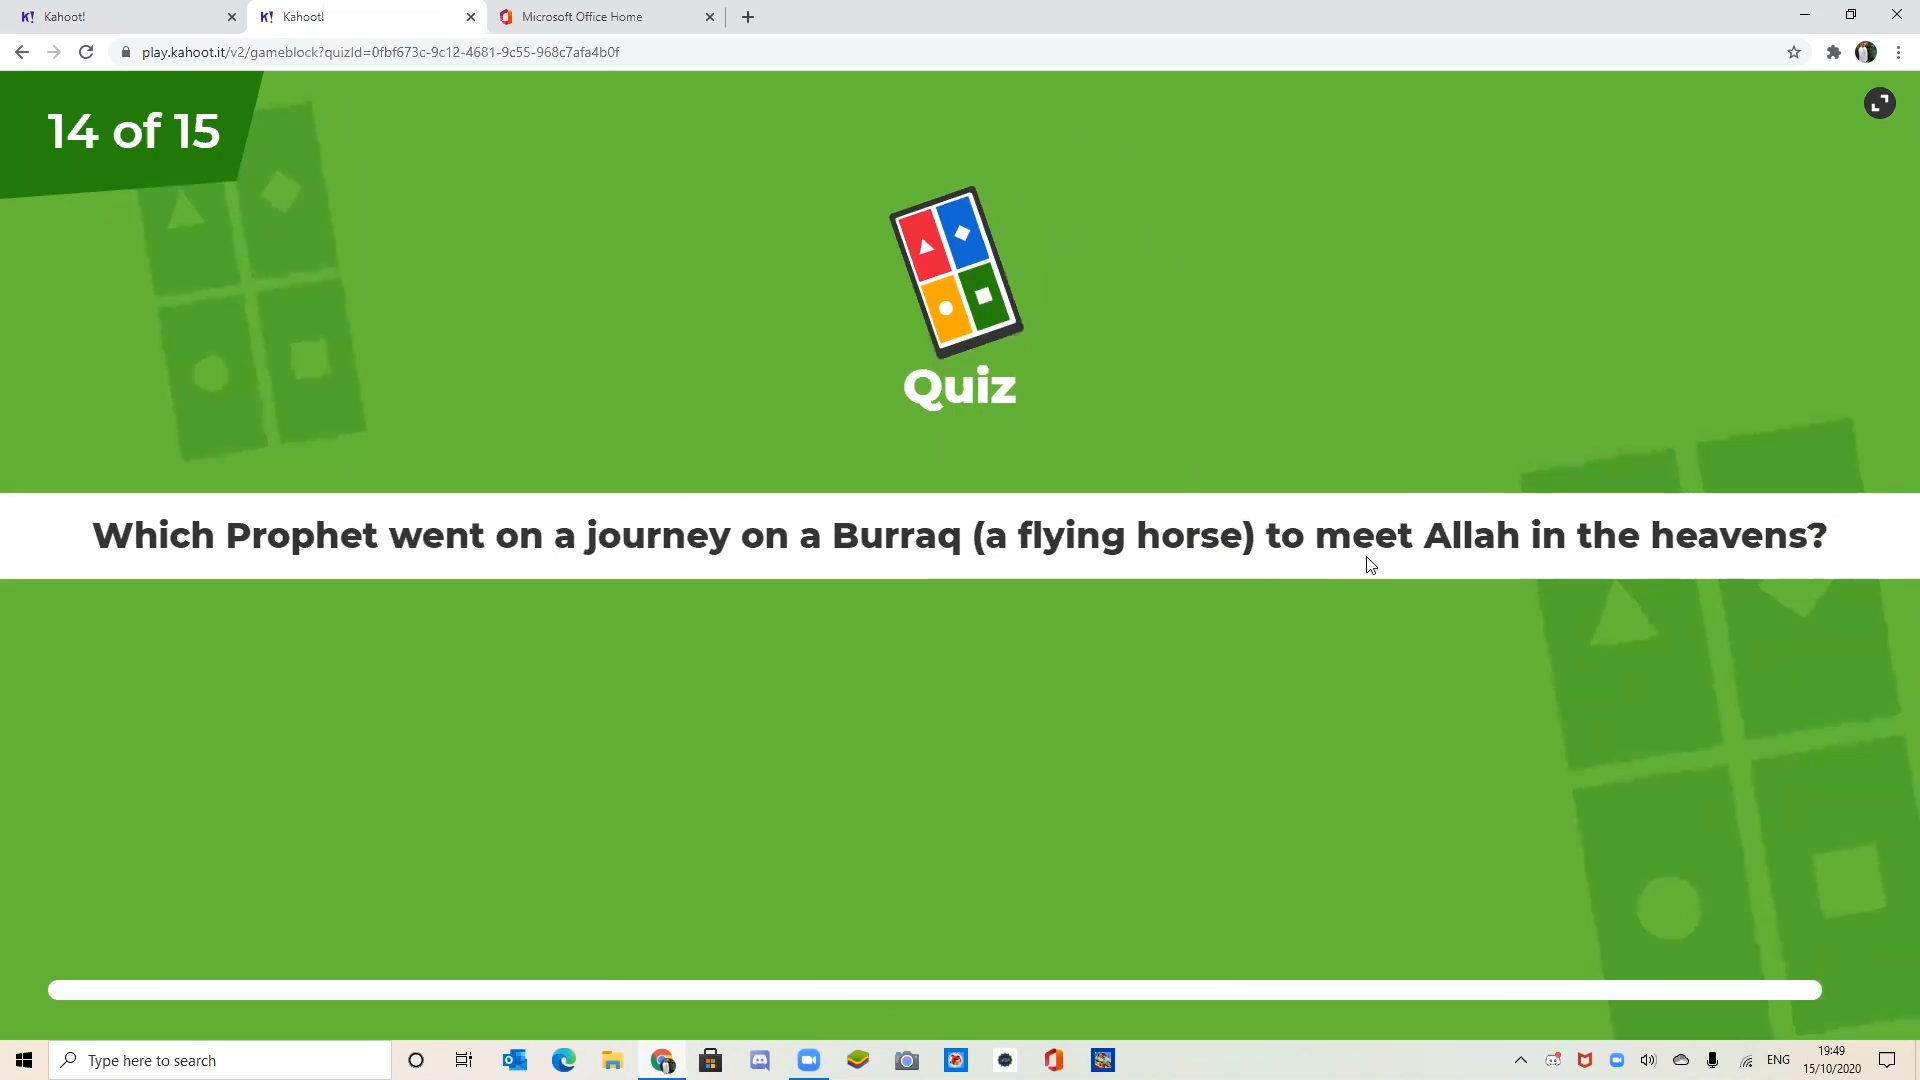 Kahoot!
Kahoot!
Microsoft Office Home
play.kahoot.it/v2/gameblock?quizId=0fbf673c-9c12-4681-9c55-968c7afa4b0f
14 of 15
Quiz
Which Prophet went on a journey on a Burraq (a flying horse) to meet Allah in the heavens?
Type here to search
ENG
19:49
15/10/2020